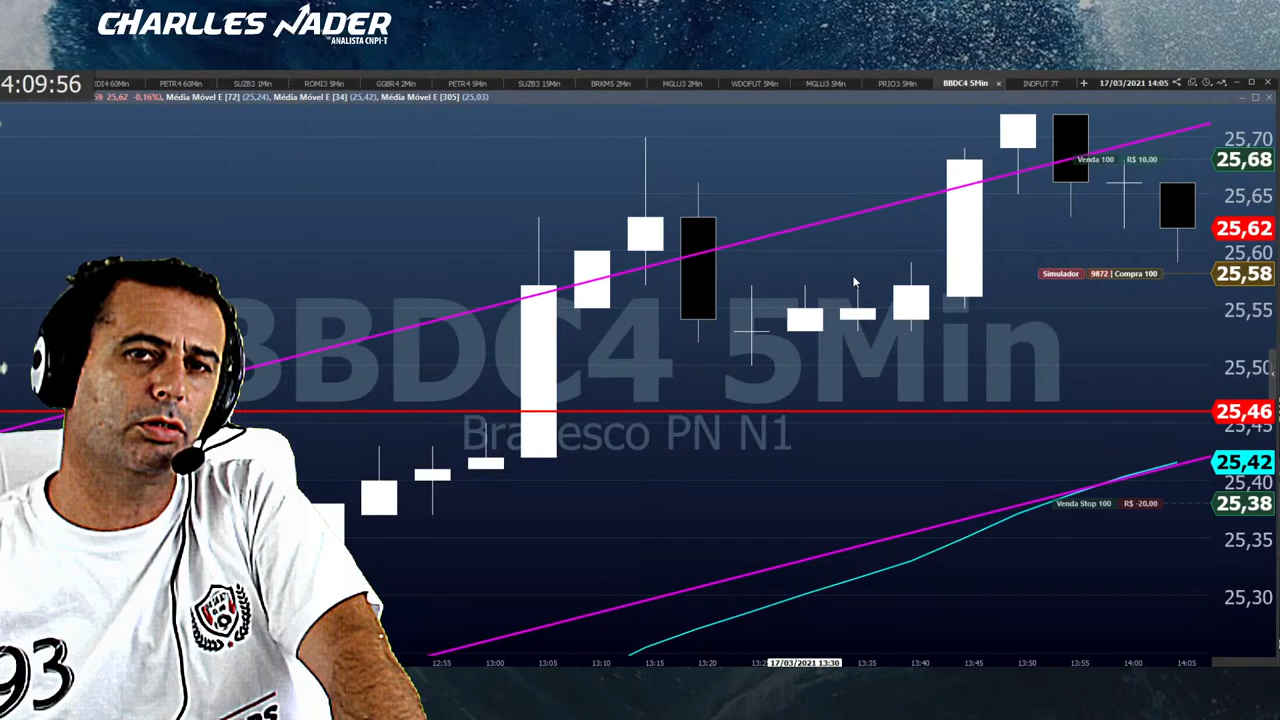 CHARLLES NADER
ANALISTA CNPI-T
4:09:56
60Min
PETR4 60Min
SUZB3 1Min
ROMI3 5Min
GGBR4 2Min
PETR4 5Min
SUZB3 15Min
BRKM5 2Min
MGLU3 2Min
WDOFUT 5Min
MGLU3 5Min
PRIO3 5Min
BBDC4 5Min
INDFUT 7T
17/03/2021 14:05
25,62 -0,16%, Média Móvel E [72] (25,24), Média Móvel E [34] (25,42), Média Móvel E [305] (25,03)
25,70
Venda 100 R$ 10,00
25,68
25,65
25,62
25,60
Simulador 9872 | Compra 100
25,58
25,55
BBDC4 5Min
25,50
25,46
Bradesco PN N1
25,45
25,42
25,40
Venda Stop 100 R$ -20,00
25,38
25,35
25,30
93
12:55 13:00 13:05 13:10 13:15 13:20 17/03/2021 13:30 13:35 13:40 13:45 13:50 13:55 14:00 14:05